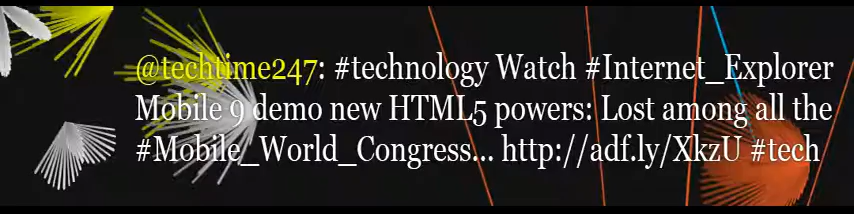 @techtime247: #technology Watch #Internet_Explorer
Mobile 9 demo new HTML5 powers: Lost among all the
#Mobile_World_Congress... http://adf.ly/XkzU #tech